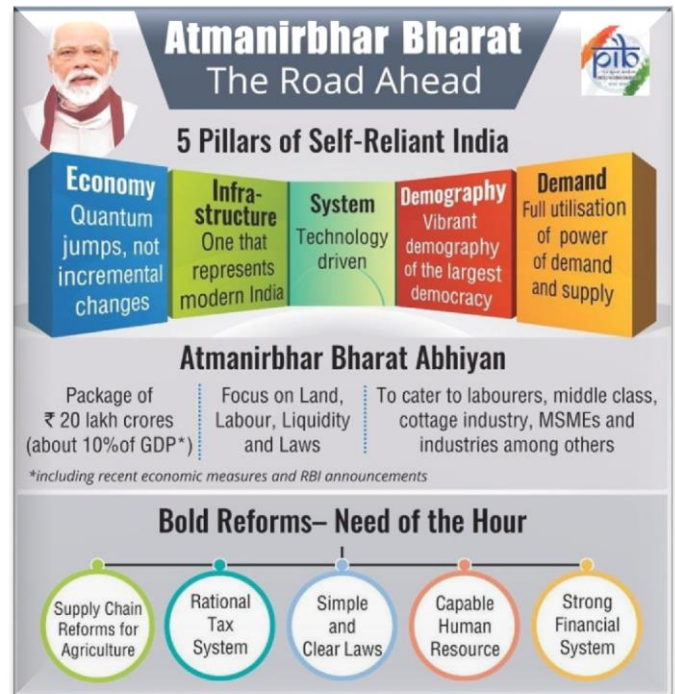 Atmanirbhar Bharat
The Road Ahead
pib
5 Pillars of Self-Reliant India
Economy
Quantum
jumps, not
incremental
changes
Infra-
structure
One that
represents
modern India
System
Technology
driven
Demography
Vibrant
demography
of the largest
democracy
Demand
Full utilisation
of power
of demand
and supply
Atmanirbhar Bharat Abhiyan
Package of
₹ 20 lakh crores
(about 10%of GDP*)
Focus on Land,
Labour, Liquidity
and Laws
To cater to labourers, middle class,
cottage industry, MSMEs and
industries among others
*including recent economic measures and RBI announcements
Bold Reforms– Need of the Hour
Supply Chain
Reforms for
Agriculture
Rational
Tax
System
Simple
and
Clear Laws
Capable
Human
Resource
Strong
Financial
System